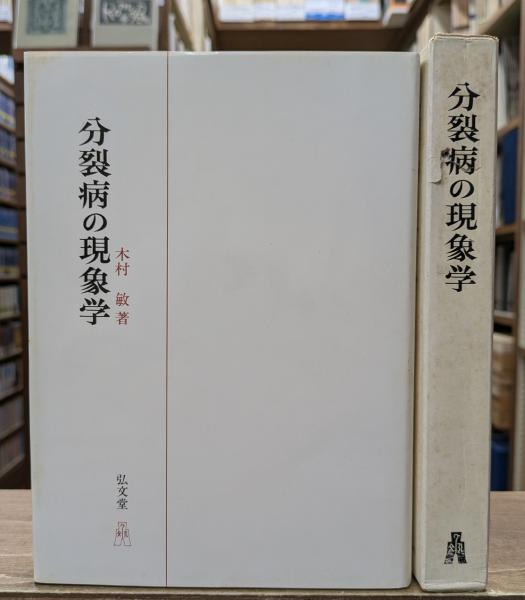 分裂病の現象学
木村 敏 著
弘文堂
分裂病の現象学